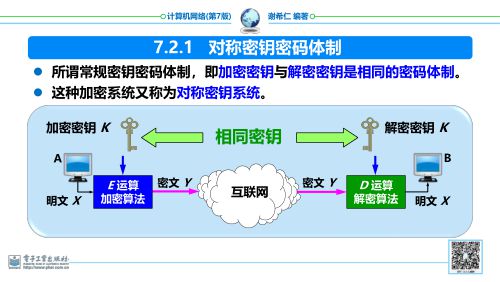 计算机网络(第7版) 谢希仁 编著
7.2.1 对称密钥密码体制
所谓常规密钥密码体制，即加密密钥与解密密钥是相同的密码体制。
这种加密系统又称为对称密钥系统。
加密密钥 K
相同密钥
解密密钥 K
A
B
明文 X
E 运算
加密算法
密文 Y
互联网
密文 Y
D 运算
解密算法
明文 X
电子工业出版社
http://www.phei.com.cn